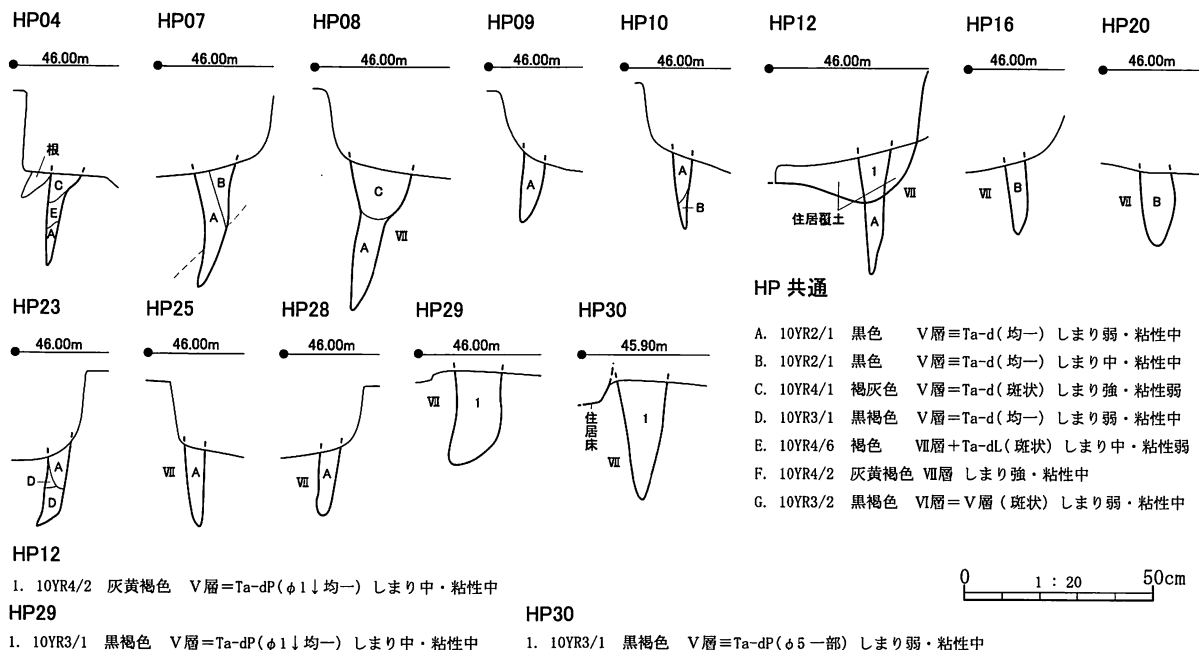 HP04 HP07 HP08 HP09 HP10 HP12 HP16 HP20
46.00m 46.00m 46.00m 46.00m 46.00m 46.00m 46.00m 46.00m
根
C
E
A
B
A
C
A
Ⅶ
A
A
B
1
Ⅶ
住居覆土
A
Ⅶ
B
Ⅶ
B
HP23 HP25 HP28 HP29 HP30
46.00m 46.00m 46.00m 46.00m 45.90m
A
D
D
Ⅶ
A
Ⅶ
A
Ⅶ
1
住居床
Ⅶ
1
HP 共通
A. 10YR2/1 黒色 Ⅴ層≡Ta-d(均一) しまり弱・粘性中
B. 10YR2/1 黒色 Ⅴ層≡Ta-d(均一) しまり中・粘性中
C. 10YR4/1 褐灰色 Ⅴ層=Ta-d(斑状) しまり強・粘性弱
D. 10YR3/1 黒褐色 Ⅴ層=Ta-d(均一) しまり弱・粘性中
E. 10YR4/6 褐色 Ⅶ層+Ta-dL(斑状) しまり中・粘性弱
F. 10YR4/2 灰黄褐色 Ⅶ層 しまり強・粘性中
G. 10YR3/2 黒褐色 Ⅵ層=Ⅴ層(斑状) しまり弱・粘性中
HP12
1. 10YR4/2 灰黄褐色 Ⅴ層=Ta-dP(φ1↓均一) しまり中・粘性中
0 1 : 20 50cm
HP29
1. 10YR3/1 黒褐色 Ⅴ層=Ta-dP(φ1↓均一) しまり中・粘性中
HP30
1. 10YR3/1 黒褐色 Ⅴ層≡Ta-dP(φ5一部) しまり弱・粘性中